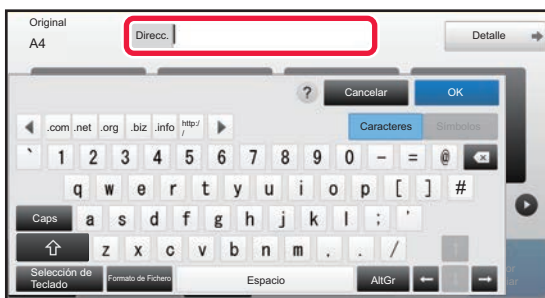 Original
A4
Direcc.
Detalle
? Cancelar OK
.com .net .org .biz .info http:/
/
Caracteres Símbolos
` 1 2 3 4 5 6 7 8 9 0 - = @
q w e r t y u i o p [ ] #
Caps a s d f g h j k l ; '
z x c v b n m , . /
Selección de
Teclado
Formato de Fichero
Espacio
AltGr